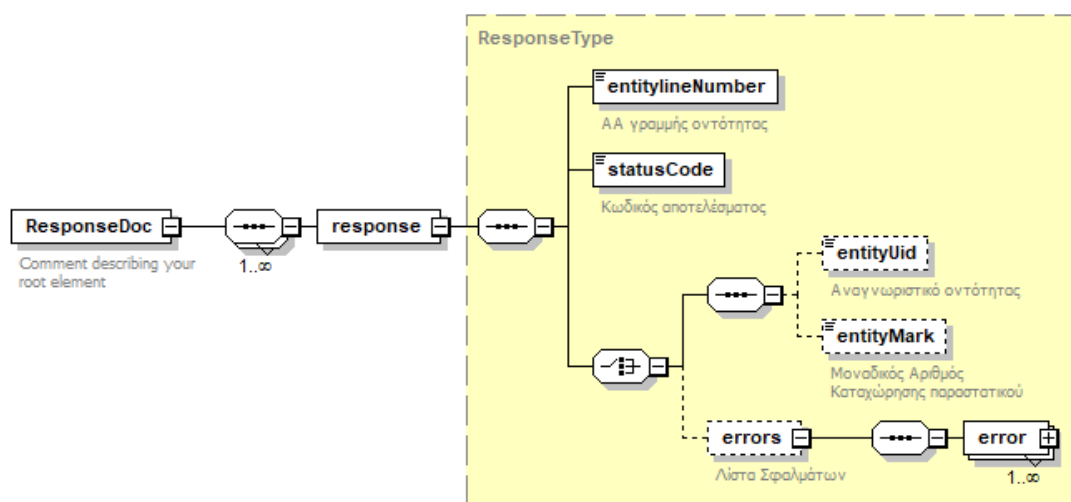 ResponseType
entitylineNumber
ΑΑ γραμμής οντότητας
statusCode
Κωδικός αποτελέσματος
ResponseDoc
response
Comment describing your
root element
1..∞
entityUid
Αναγνωριστικό οντότητας
entityMark
Μοναδικός Αριθμός
Καταχώρησης παραστατικού
errors
error
Λίστα Σφαλμάτων
1..∞